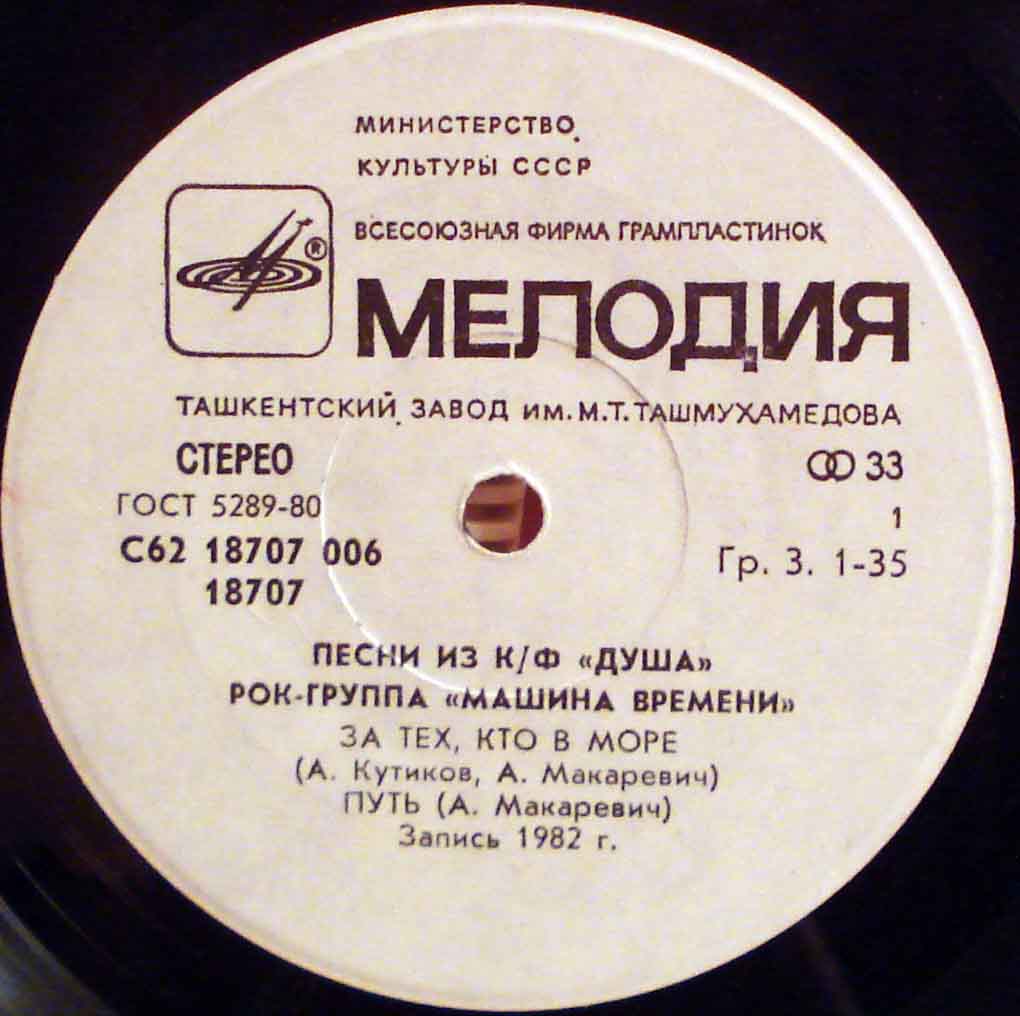 МИНИСТЕРСТВО
КУЛЬТУРЫ СССР
ВСЕСОЮЗНАЯ ФИРМА ГРАМПЛАСТИНОК
®
МЕЛОДИЯ
ТАШКЕНТСКИЙ ЗАВОД ИМ. М.Т. ТАШМУХАМЕДОВА
СТЕРЕО 33
ГОСТ 5289-80 1
С62 18707 006 Гр. 3. 1-35
18707
ПЕСНИ ИЗ К/Ф «ДУША»
РОК-ГРУППА «МАШИНА ВРЕМЕНИ»
ЗА ТЕХ, КТО В МОРЕ
(А. Кутиков, А. Макаревич)
ПУТЬ (А. Макаревич)
Запись 1982 г.